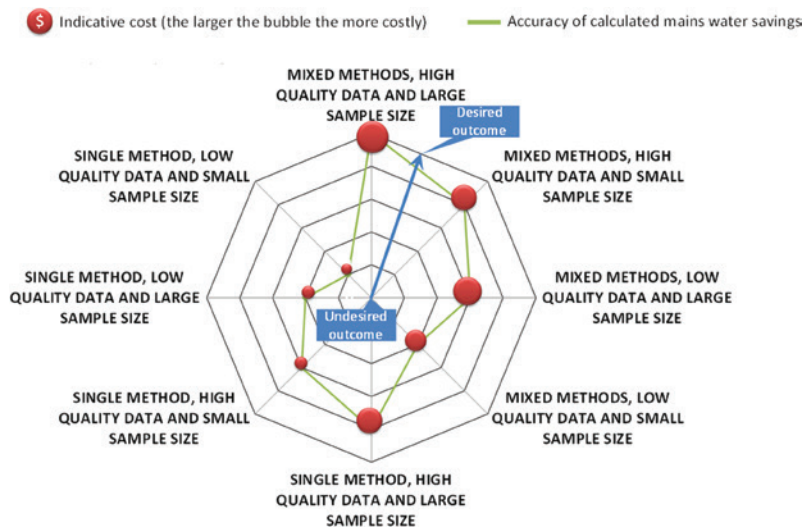 $ Indicative cost (the larger the bubble the more costly)
Accuracy of calculated mains water savings
MIXED METHODS, HIGH
QUALITY DATA AND LARGE
SAMPLE SIZE
Desired
outcome
MIXED METHODS, HIGH
QUALITY DATA AND SMALL
SAMPLE SIZE
MIXED METHODS, LOW
QUALITY DATA AND LARGE
SAMPLE SIZE
MIXED METHODS, LOW
QUALITY DATA AND SMALL
SAMPLE SIZE
SINGLE METHOD, HIGH
QUALITY DATA AND LARGE
SAMPLE SIZE
SINGLE METHOD, HIGH
QUALITY DATA AND SMALL
SAMPLE SIZE
SINGLE METHOD, LOW
QUALITY DATA AND LARGE
SAMPLE SIZE
SINGLE METHOD, LOW
QUALITY DATA AND SMALL
SAMPLE SIZE
Undesired
outcome